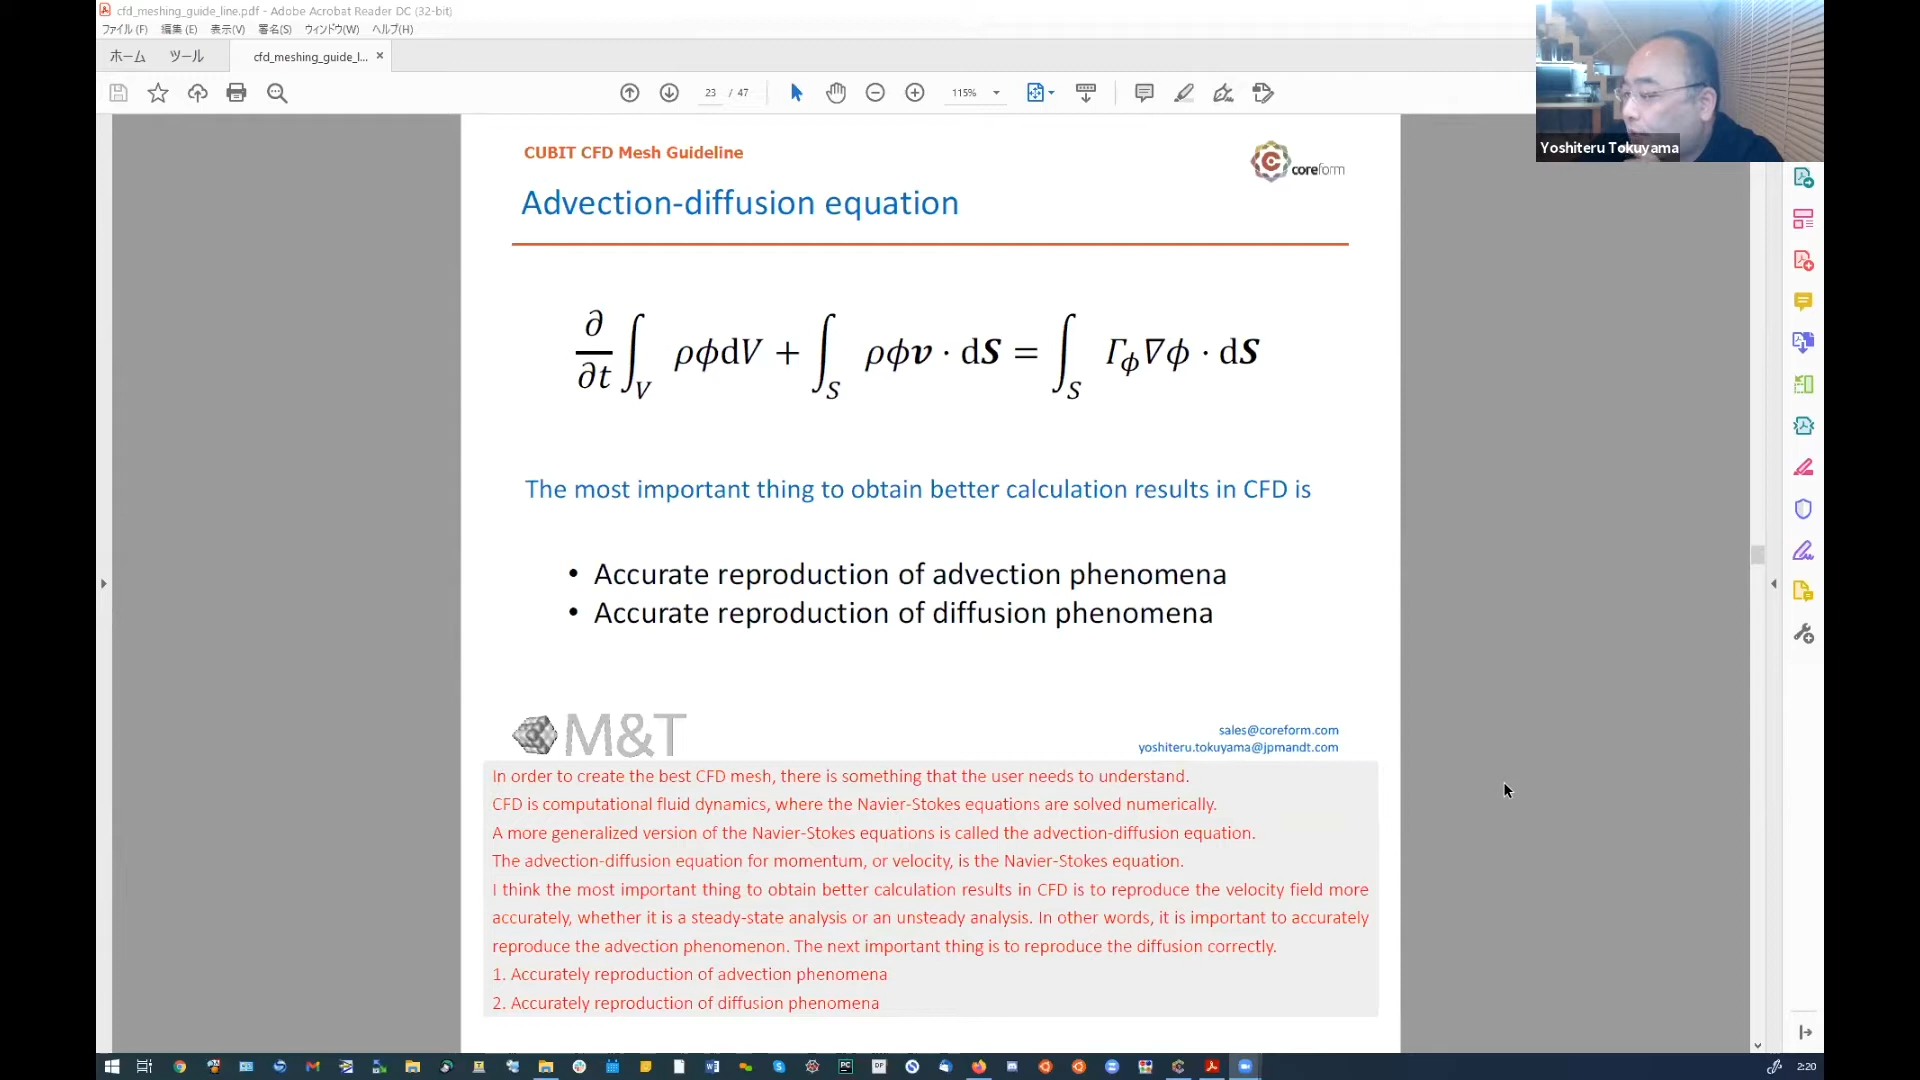 cfd_meshing_guide_line.pdf - Adobe Acrobat Reader DC (32-bit)
ファイル(F) 編集(E) 表示(V) 署名(S) ウィンドウ(W) ヘルプ(H)
ホーム ツール cfd_meshing_guide_l... ×
23 / 47 115%
Yoshiteru Tokuyama
CUBIT CFD Mesh Guideline
coreform
Advection-diffusion equation
∂/∂t ∫_V ρϕdV + ∫_S ρϕv · dS = ∫_S Γ_ϕ∇ϕ · dS
The most important thing to obtain better calculation results in CFD is
• Accurate reproduction of advection phenomena
• Accurate reproduction of diffusion phenomena
M&T
sales@coreform.com
yoshiteru.tokuyama@jpmandt.com
In order to create the best CFD mesh, there is something that the user needs to understand.
CFD is computational fluid dynamics, where the Navier-Stokes equations are solved numerically.
A more generalized version of the Navier-Stokes equations is called the advection-diffusion equation.
The advection-diffusion equation for momentum, or velocity, is the Navier-Stokes equation.
I think the most important thing to obtain better calculation results in CFD is to reproduce the velocity field more
accurately, whether it is a steady-state analysis or an unsteady analysis. In other words, it is important to accurately
reproduce the advection phenomenon. The next important thing is to reproduce the diffusion correctly.
1. Accurately reproduction of advection phenomena
2. Accurately reproduction of diffusion phenomena
2:20